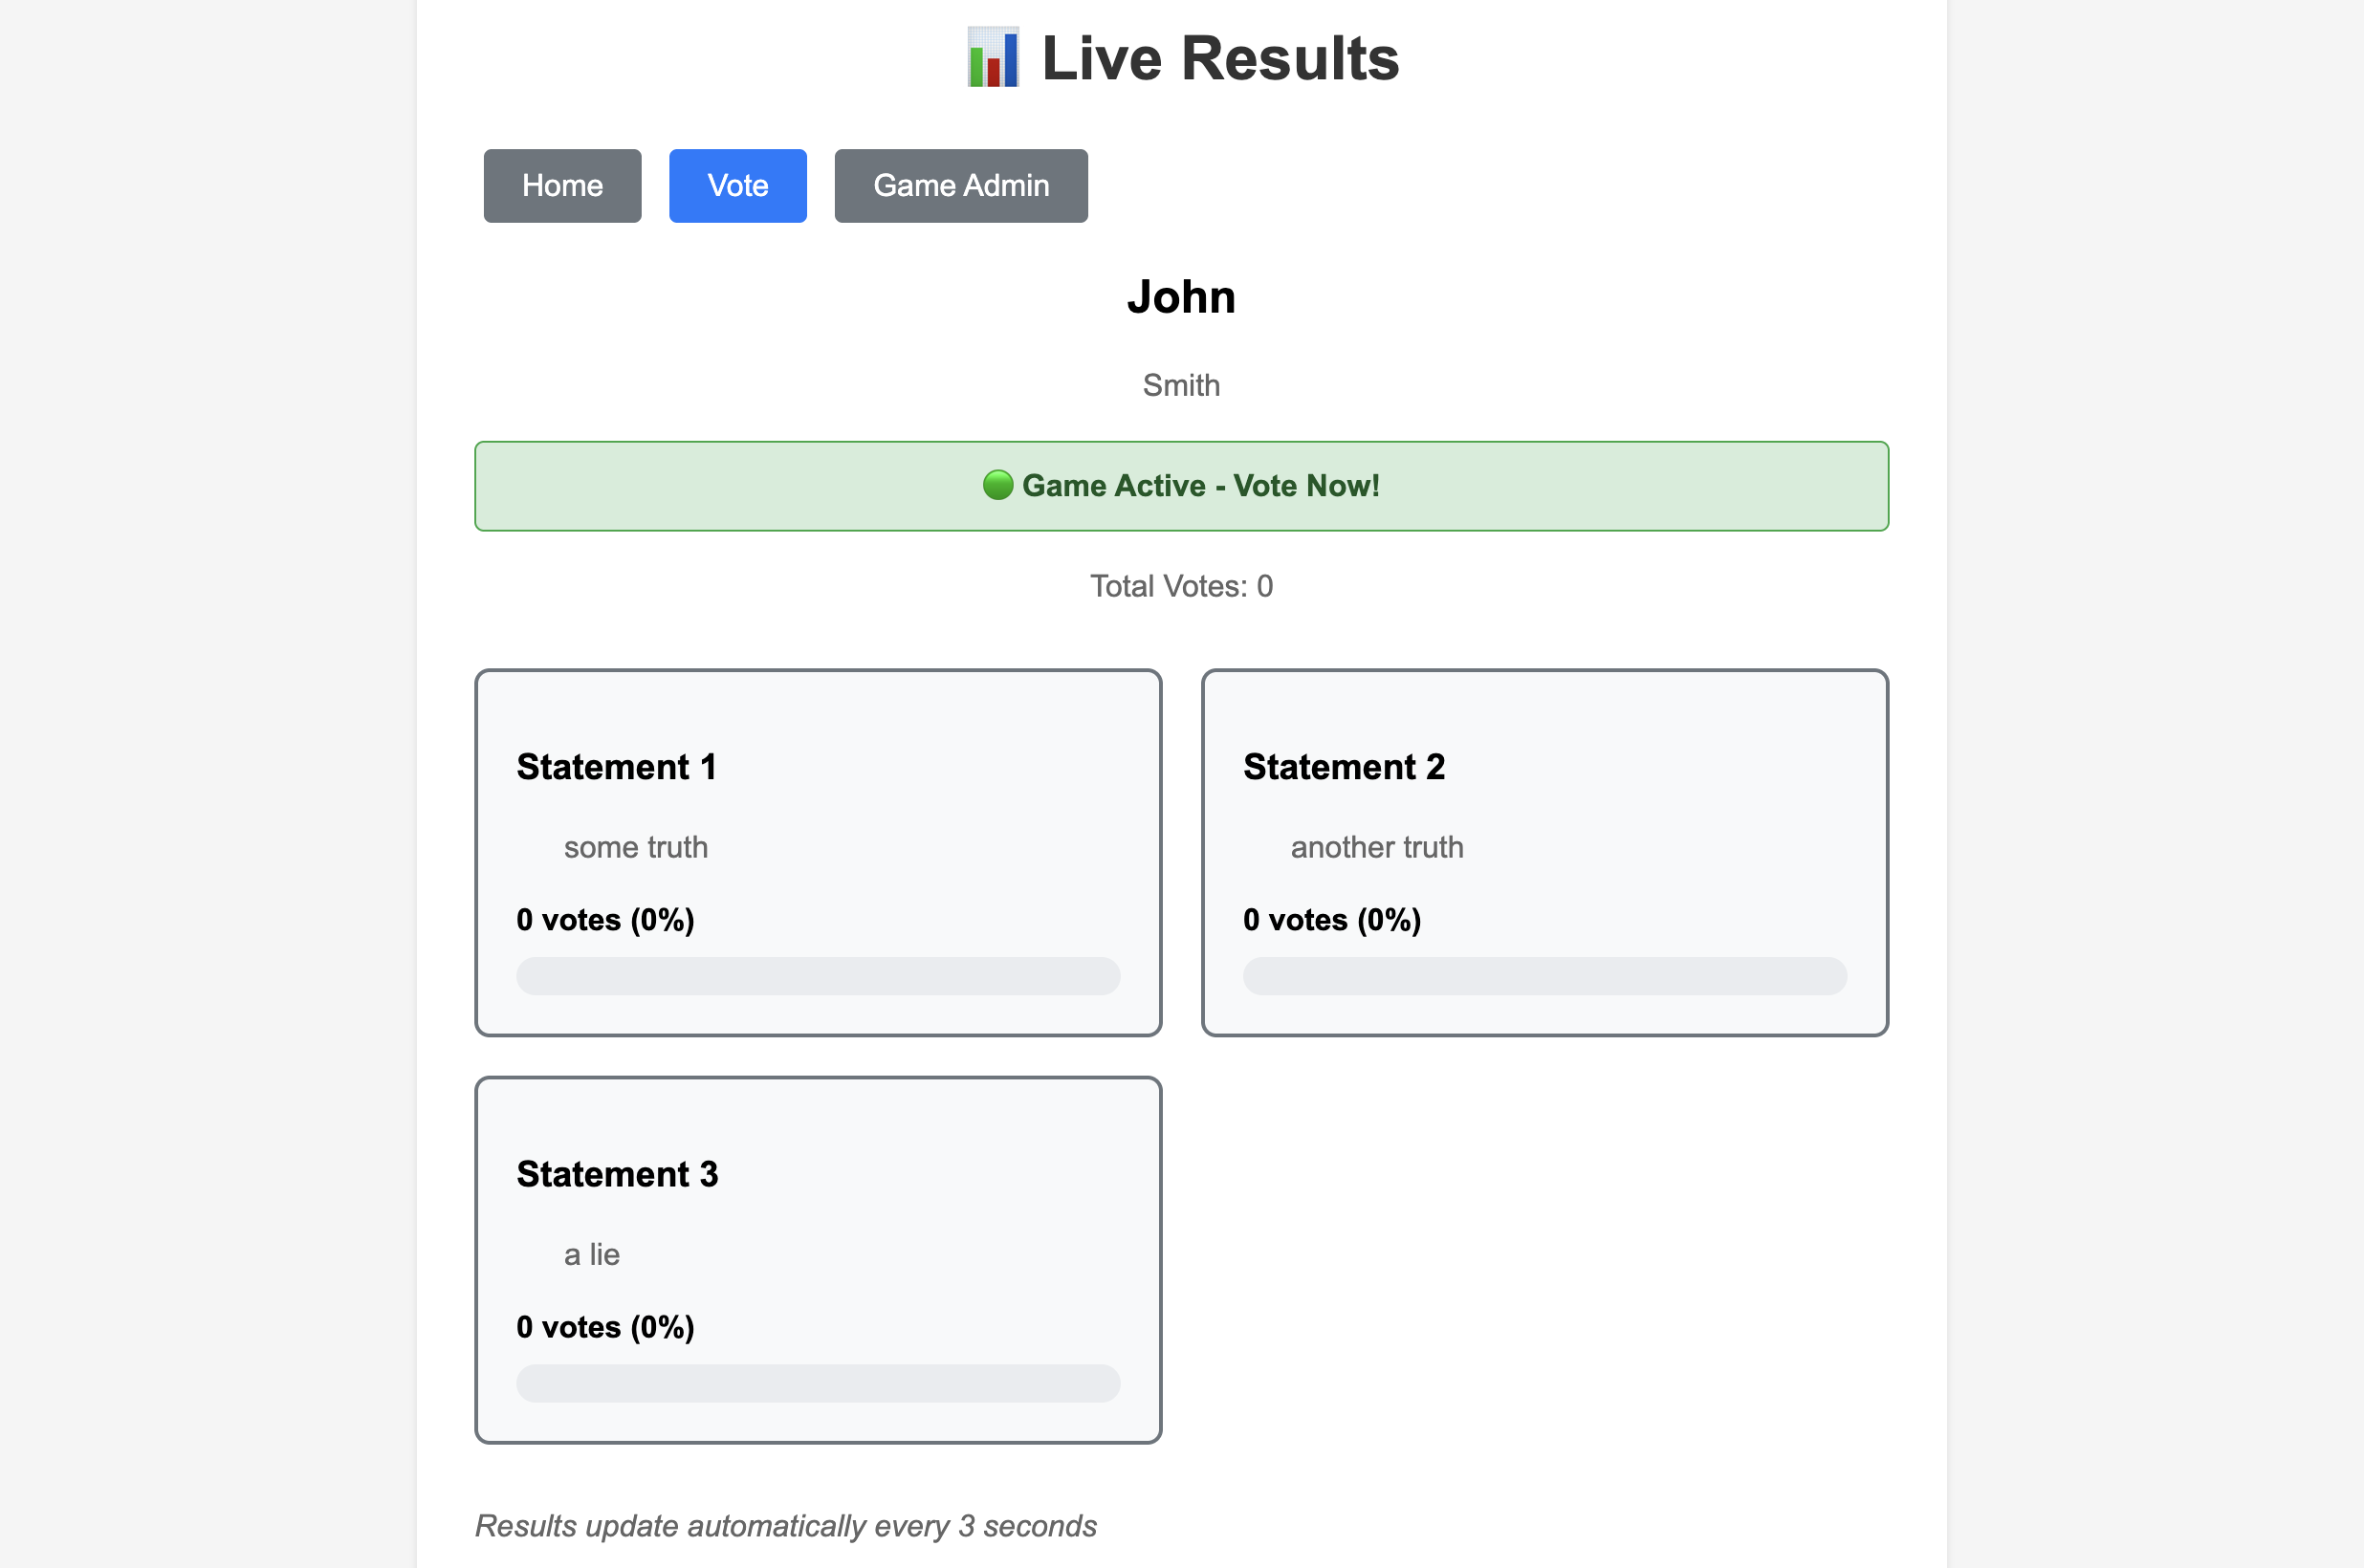 📊 Live Results
Home Vote Game Admin
John
Smith
🟢 Game Active - Vote Now!
Total Votes: 0
Statement 1
some truth
0 votes (0%)
Statement 2
another truth
0 votes (0%)
Statement 3
a lie
0 votes (0%)
Results update automatically every 3 seconds